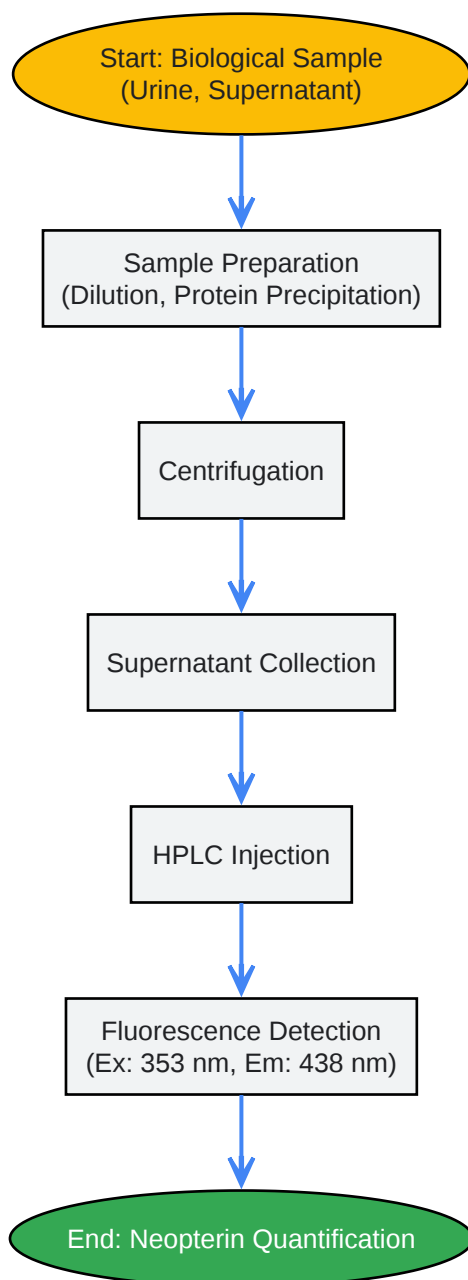 Start: Biological Sample
(Urine, Supernatant)
Sample Preparation
(Dilution, Protein Precipitation)
Centrifugation
Supernatant Collection
HPLC Injection
Fluorescence Detection
(Ex: 353 nm, Em: 438 nm)
End: Neopterin Quantification